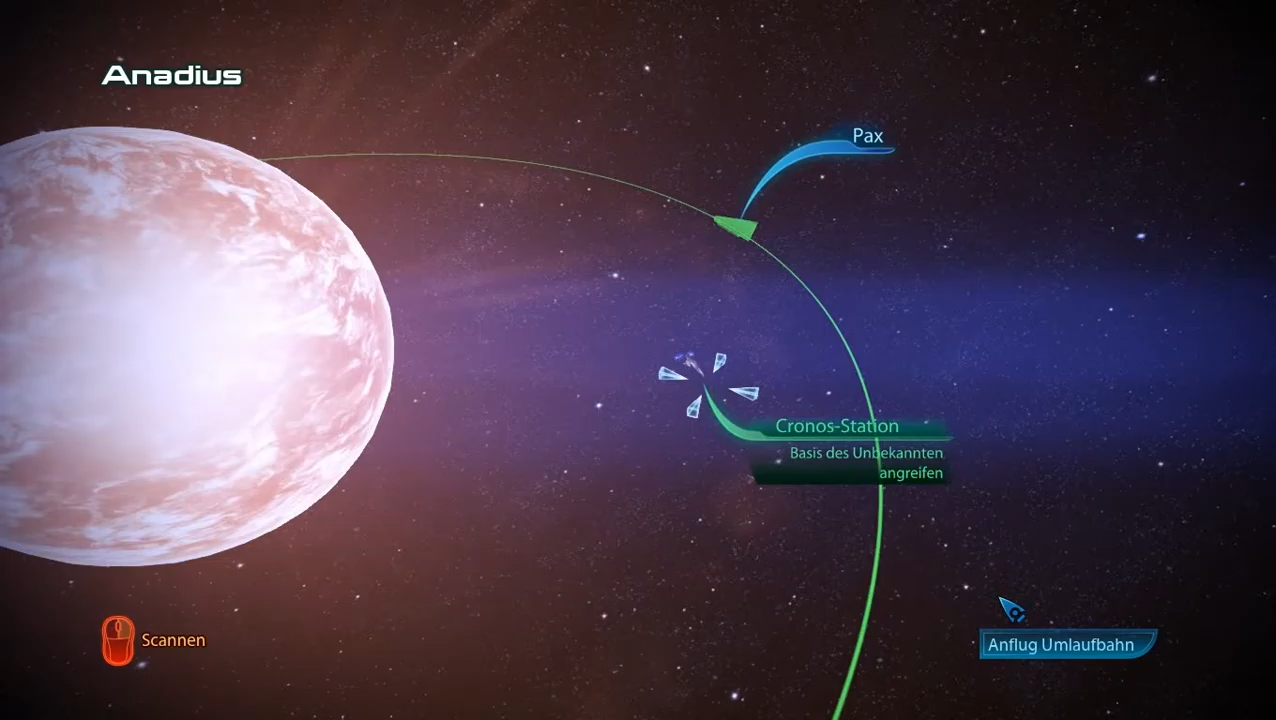 Anadius
Pax
Cronos-Station
Basis des Unbekannten
angreifen
Scannen
Anflug Umlaufbahn